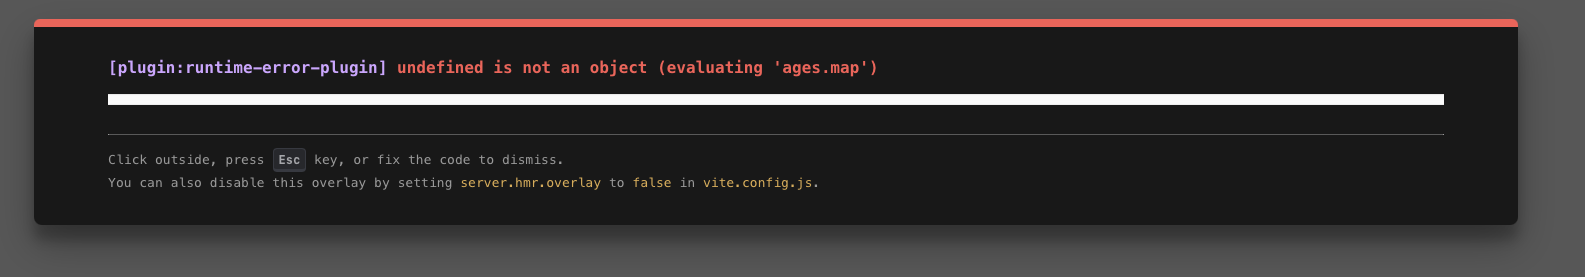 [plugin:runtime-error-plugin] undefined is not an object (evaluating 'ages.map')
Click outside, press Esc key, or fix the code to dismiss.
You can also disable this overlay by setting server.hmr.overlay to false in vite.config.js.